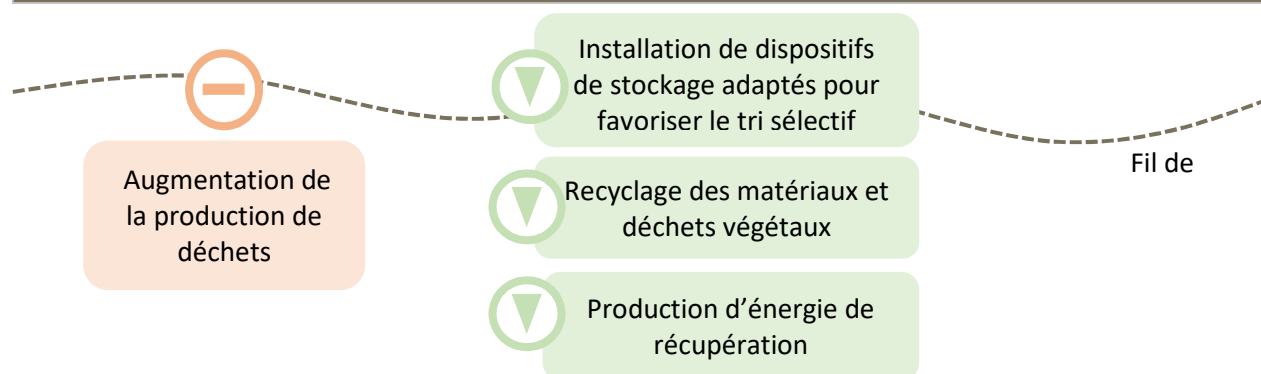 Augmentation de
la production de
déchets
Installation de dispositifs
de stockage adaptés pour
favoriser le tri sélectif
Recyclage des matériaux et
déchets végétaux
Production d’énergie de
récupération
Fil de